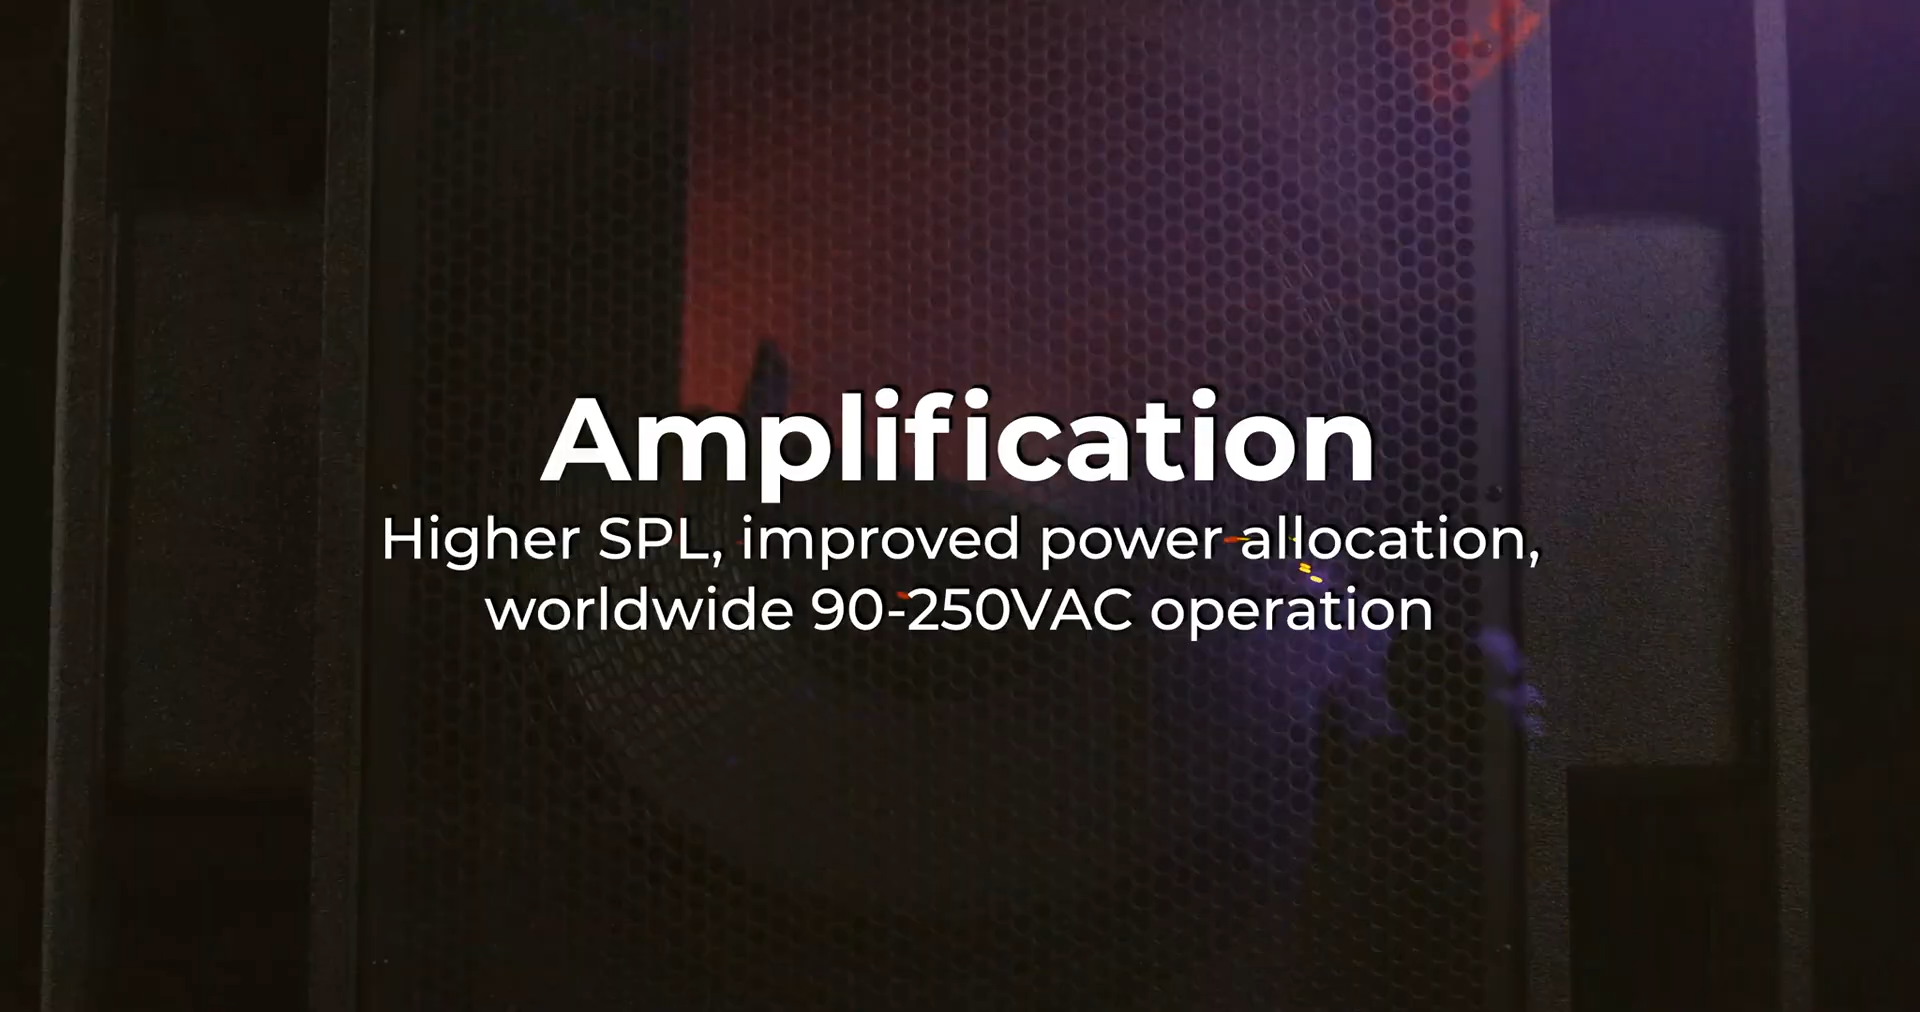 Amplification
Higher SPL, improved power allocation,
worldwide 90-250VAC operation